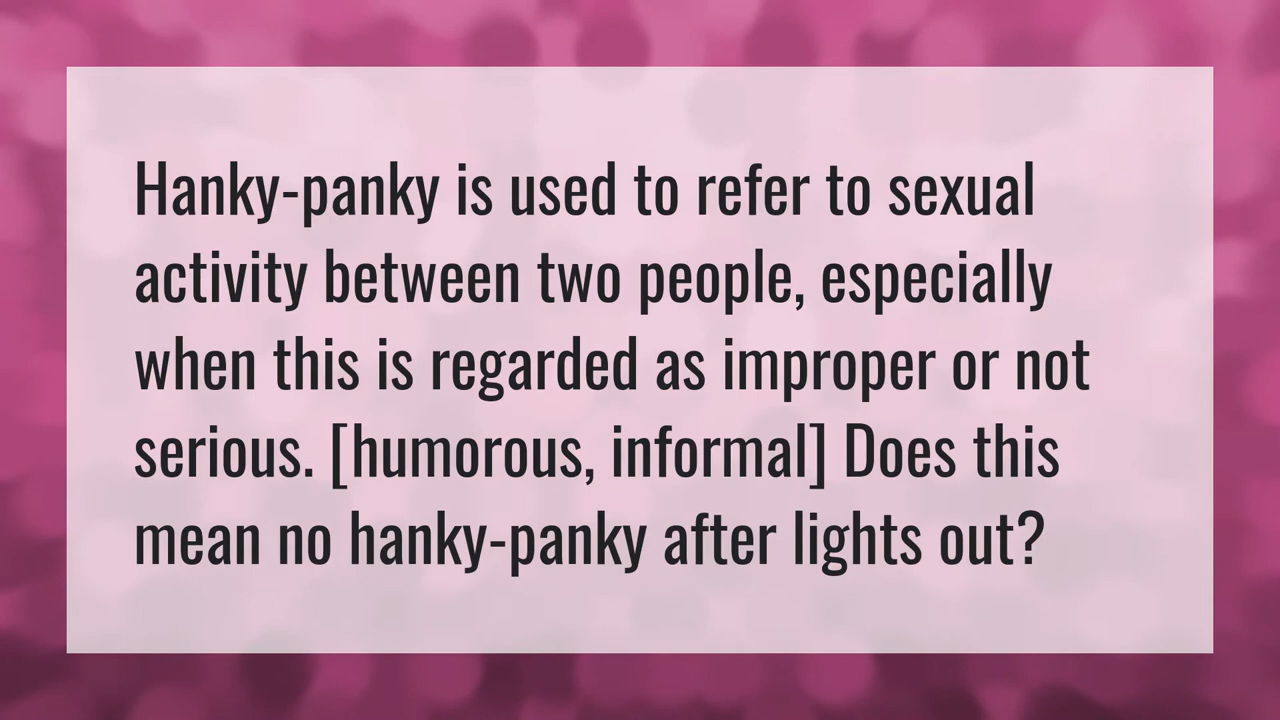 Hanky-panky is used to refer to sexual
activity between two people, especially
when this is regarded as improper or not
serious. [humorous, informal] Does this
mean no hanky-panky after lights out?